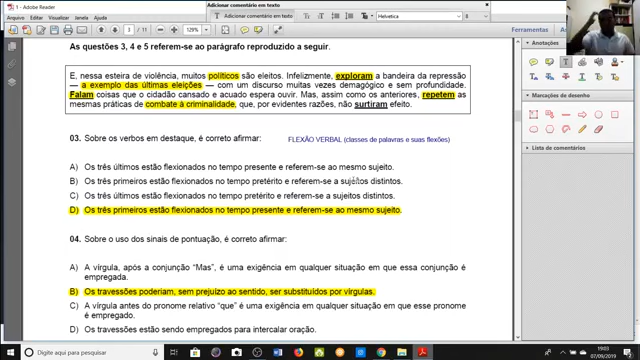 1 - Adobe Reader
Adicionar comentário em texto
Arquivo Editar Visualizar Janela Ajuda
Adicionar comentário em texto
Helvetica
3 / 11
129%
Ferramentas
As questões 3, 4 e 5 referem-se ao parágrafo reproduzido a seguir.
E, nessa esteira de violência, muitos políticos são eleitos. Infelizmente, exploram a bandeira da repressão
— a exemplo das últimas eleições — com um discurso muitas vezes demagógico e sem profundidade.
Falam coisas que o cidadão cansado e acuado espera ouvir. Mas, assim como os anteriores, repetem as
mesmas práticas de combate à criminalidade, que, por evidentes razões, não surtiram efeito.
03. Sobre os verbos em destaque, é correto afirmar: FLEXÃO VERBAL (classes de palavras e suas flexões)
A) Os três últimos estão flexionados no tempo presente e referem-se ao mesmo sujeito.
B) Os três primeiros estão flexionados no tempo pretérito e referem-se a sujeitos distintos.
C) Os três últimos estão flexionados no tempo pretérito e referem-se a sujeitos distintos.
D) Os três primeiros estão flexionados no tempo presente e referem-se ao mesmo sujeito.
04. Sobre o uso dos sinais de pontuação, é correto afirmar:
A) A vírgula, após a conjunção "Mas", é uma exigência em qualquer situação em que essa conjunção é
empregada.
B) Os travessões poderiam, sem prejuízo ao sentido, ser substituídos por vírgulas.
C) A vírgula antes do pronome relativo "que" é uma exigência em qualquer situação em que esse pronome
é empregado.
D) Os travessões estão sendo empregados para intercalar oração.
Anotações
Marcações de desenho
Lista de comentários
Digite aqui para pesquisar
19:03
07/09/2019